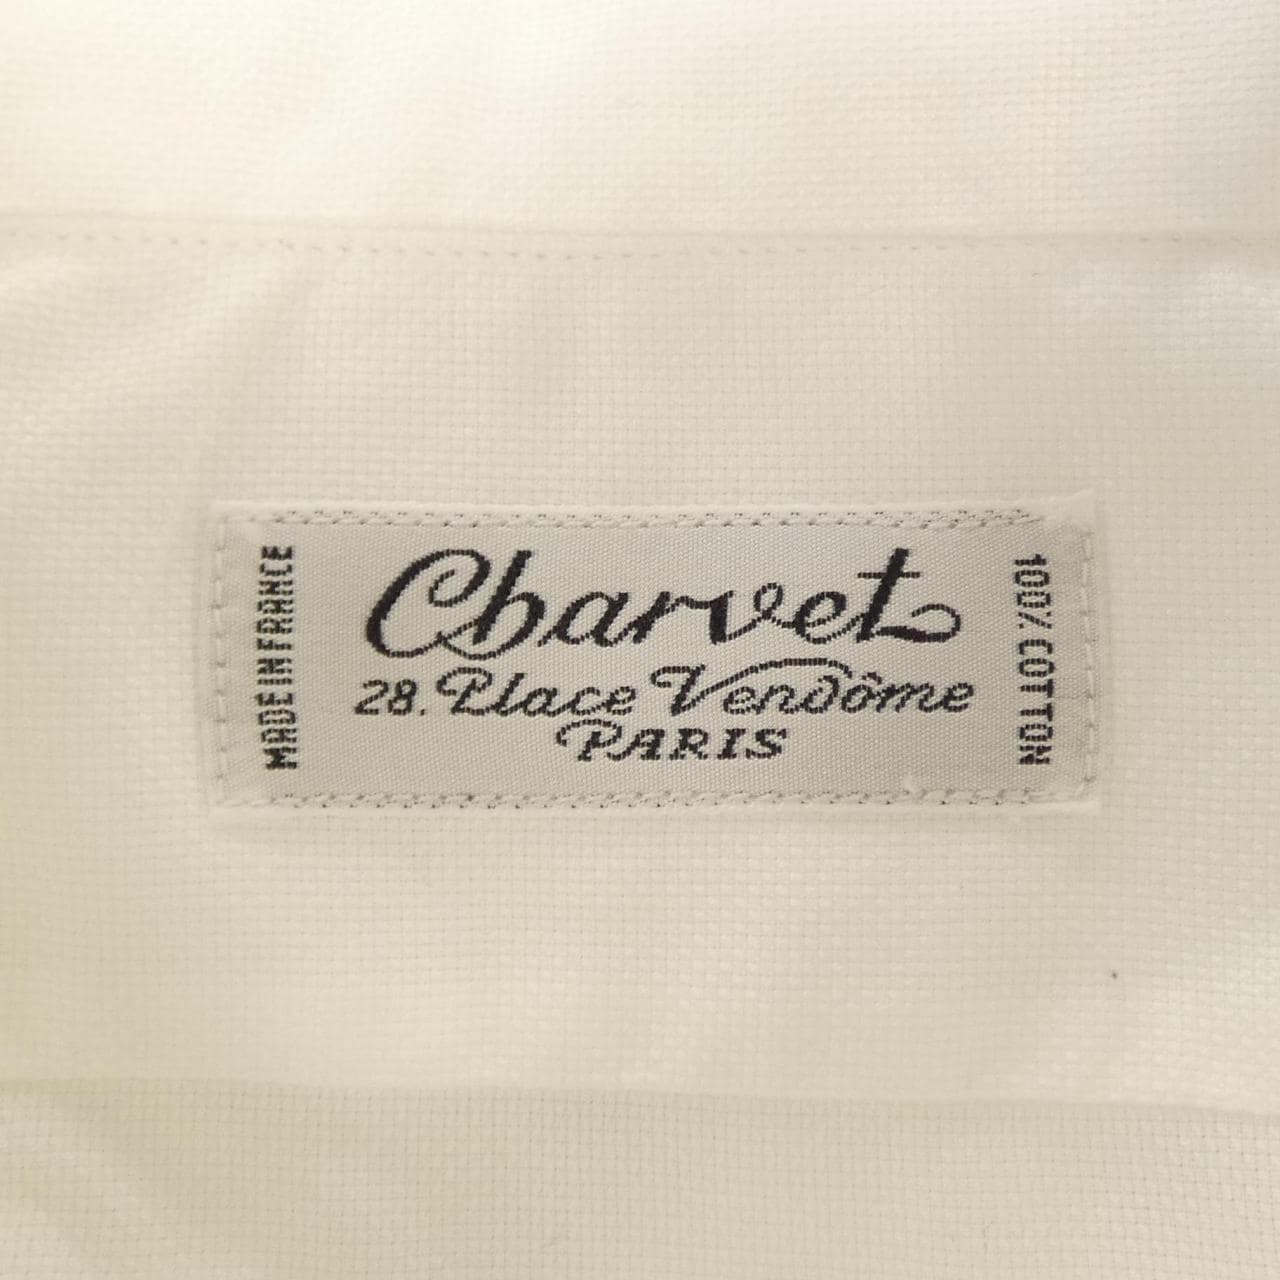 MADE IN FRANCE
Charvet
28. Place Vendôme
PARIS
100% COTTON